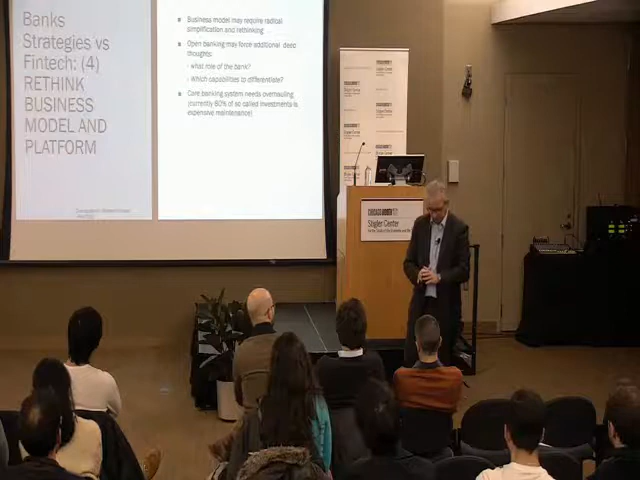 Banks
Strategies vs
Fintech: (4)
RETHINK
BUSINESS
MODEL AND
PLATFORM
Business model may require radical
simplification and rethinking
Open banking may force additional deep
thoughts:
- what role of the bank?
- Which capabilities to differentiate?
Core banking system needs overhauling
(currently 80% of so called investments is
expensive maintenance)
CHICAGO BOOTH
Stigler Center